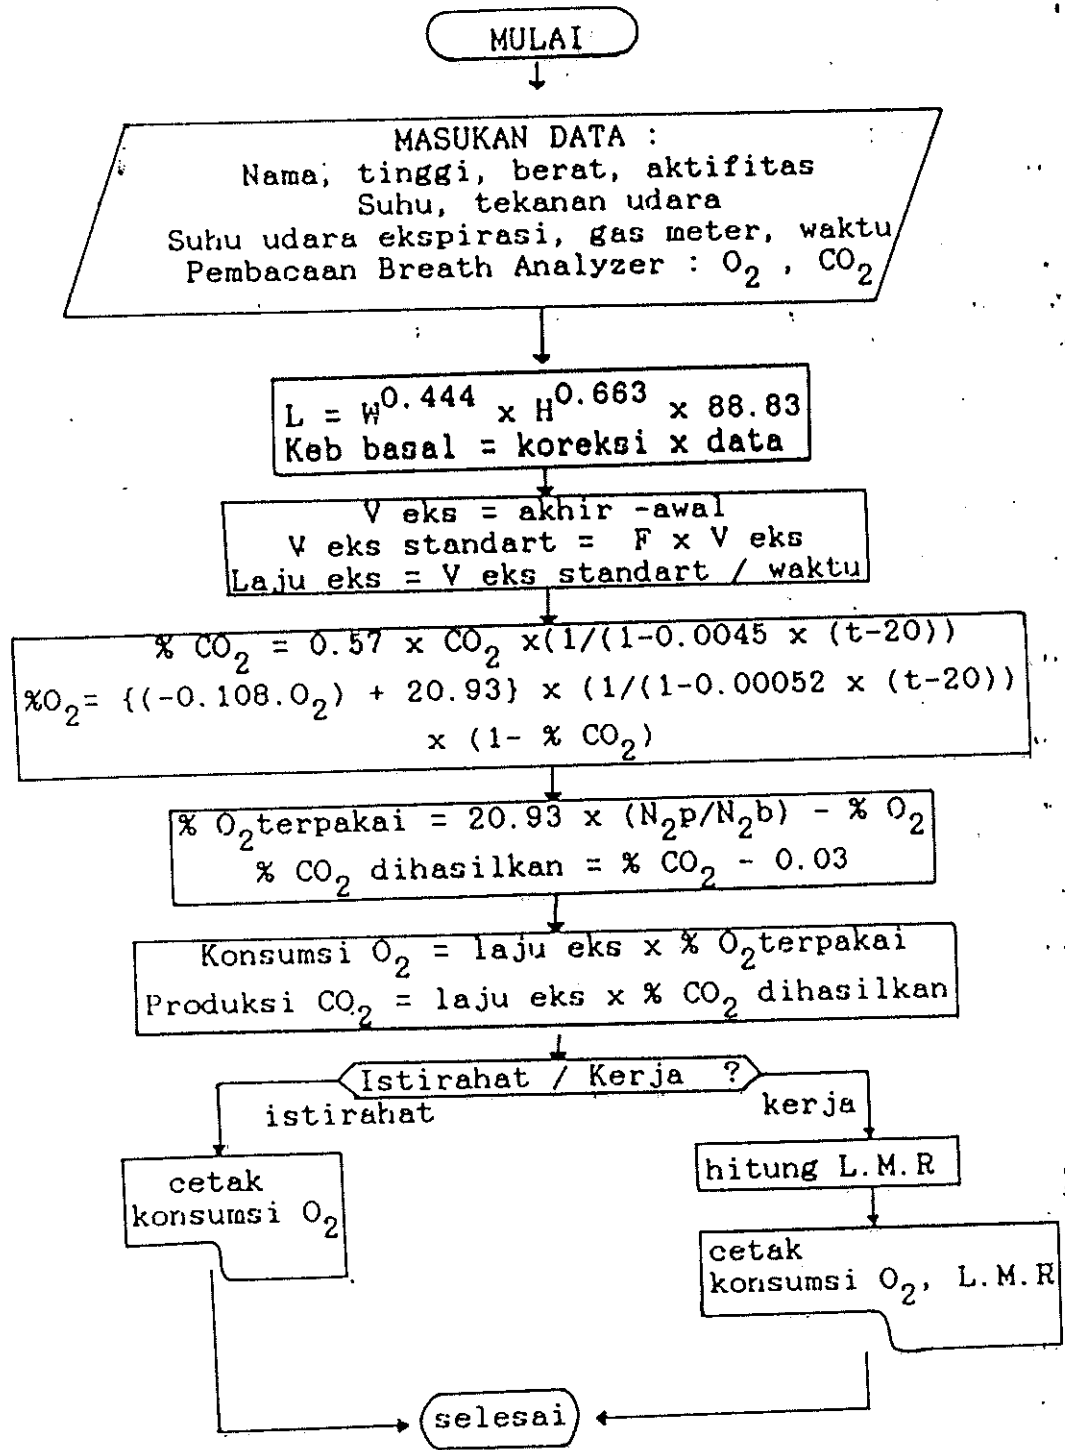 MULAI
MASUKAN DATA :
Nama, tinggi, berat, aktifitas
Suhu, tekanan udara
Suhu udara ekspirasi, gas meter, waktu
Pembacaan Breath Analyzer : O₂ , CO₂
L = W^0.444 x H^0.663 x 88.83
Keb basal = koreksi x data
V eks = akhir -awal
V eks standart = F x V eks
Laju eks = V eks standart / waktu
% CO₂ = 0.57 x CO₂ x(1/(1-0.0045 x (t-20))
%O₂= {((-0.108.O₂) + 20.93} x (1/(1-0.00052 x (t-20))
x (1- % CO₂)
% O₂terpakai = 20.93 x (N₂p/N₂b) - % O₂
% CO₂ dihasilkan = % CO₂ - 0.03
Konsumsi O₂ = laju eks x % O₂terpakai
Produksi CO₂ = laju eks x % CO₂ dihasilkan
Istirahat / Kerja ?
istirahat
kerja
cetak
konsumsi O₂
hitung L.M.R
cetak
konsumsi O₂, L.M.R
selesai